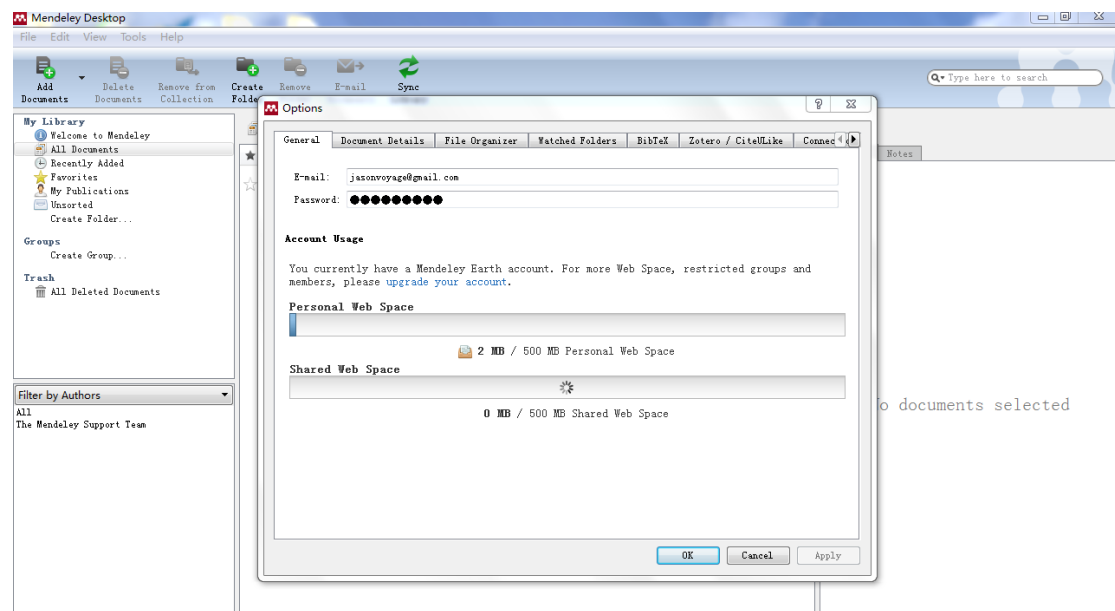 Mendeley Desktop
File Edit View Tools Help
Add Documents
Delete Documents
Remove from Collection
Create
Remove
E-mail
Sync
Type here to search
My Library
Welcome to Mendeley
All Documents
Recently Added
Favorites
My Publications
Unsorted
Create Folder...
Groups
Create Group...
Trash
All Deleted Documents
Filter by Authors
All
The Mendeley Support Team
Options
General Document Details File Organizer Watched Folders BibTeX Zotero / CiteULike Connec
E-mail: jasonvoyage@gmail.com
Password: ●●●●●●●●●
Account Usage
You currently have a Mendeley Earth account. For more Web Space, restricted groups and
members, please upgrade your account.
Personal Web Space
2 MB / 500 MB Personal Web Space
Shared Web Space
0 MB / 500 MB Shared Web Space
OK Cancel Apply
Notes
o documents selected